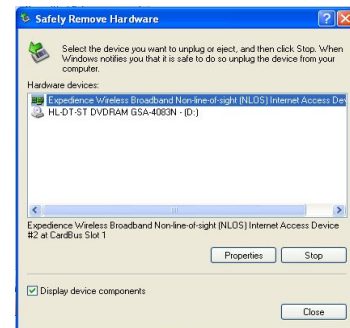 Safely Remove Hardware
Select the device you want to unplug or eject, and then click Stop. When
Windows notifies you that it is safe to do so unplug the device from your
computer.
Hardware devices:
Expedience Wireless Broadband Non-line-of-sight (NLOS) Internet Access Dev
HL-DT-ST DVDRAM GSA-4083N - (D:)
Expedience Wireless Broadband Non-line-of-sight (NLOS) Internet Access Device
#2 at CardBus Slot 1
Properties
Stop
Display device components
Close